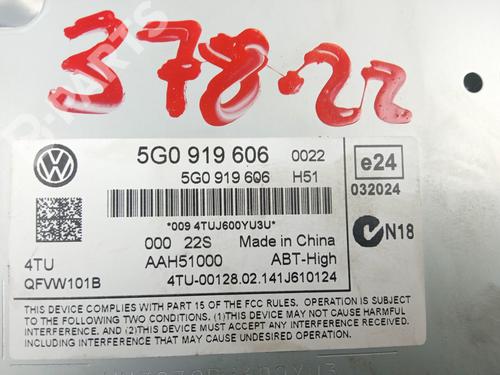 378-22
5G0 919 606 0022
5G0 919 606 H51
e24
032024
*009 4TUJ600YU3U*
000 22S Made in China
N18
4TU AAH51000 ABT-High
QFVW101B 4TU-00128.02.141J610124
THIS DEVICE COMPLIES WITH PART 15 OF THE FCC RULES. OPERATION IS SUBJECT
TO THE FOLLOWING TWO CONDITIONS. (1)THIS DEVICE MAY NOT CAUSE HARMFUL
INTERFERENCE. AND (2)THIS DEVICE MUST ACCEPT ANY INTERFERENCE RECEIVED
INCLUDING INTERFERENCE THAT MAY CAUSE UNDESIRED OPERATION.